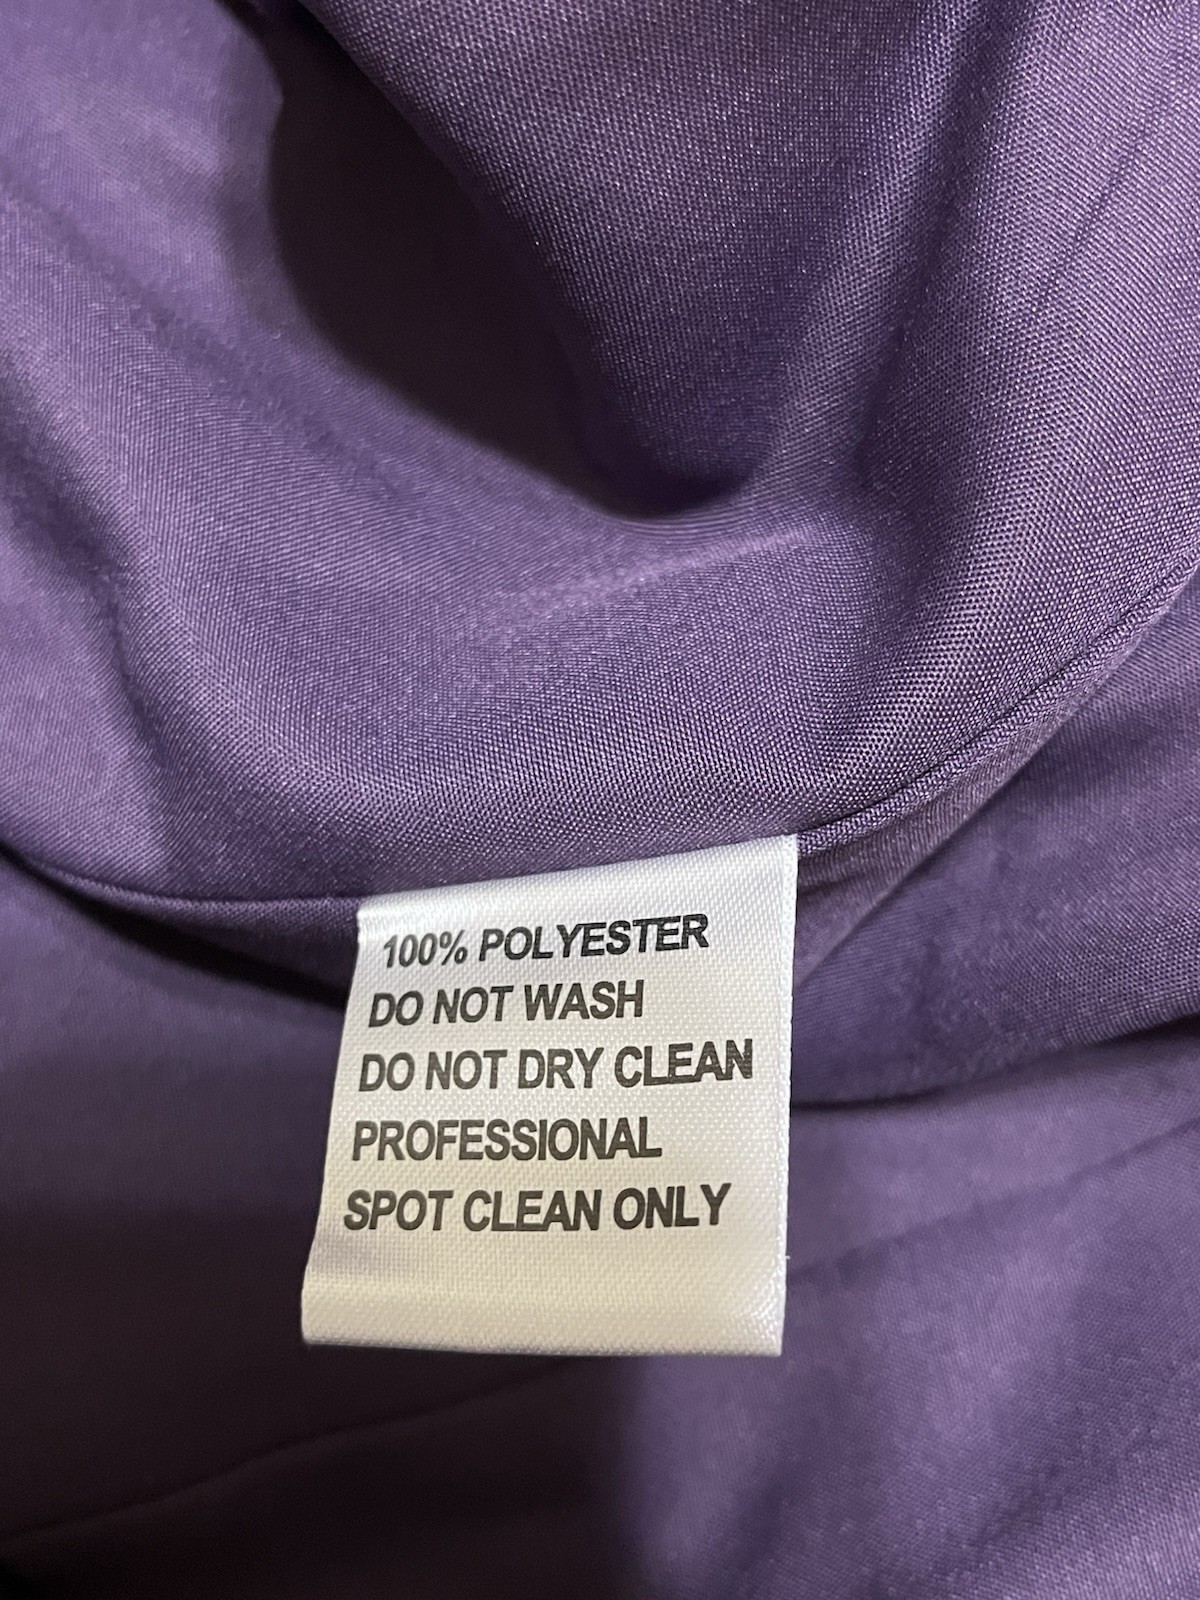 100% POLYESTER
DO NOT WASH
DO NOT DRY CLEAN
PROFESSIONAL
SPOT CLEAN ONLY